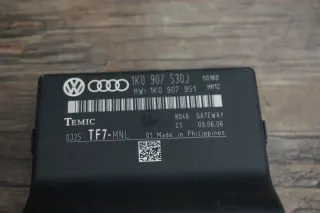 1K0 907 530J
HW: 1K0 907 951
HH12
TEMIC
8048 GATEWAY
C1 09.06.06
0325 TF7-MNL
01 Made in Philippines